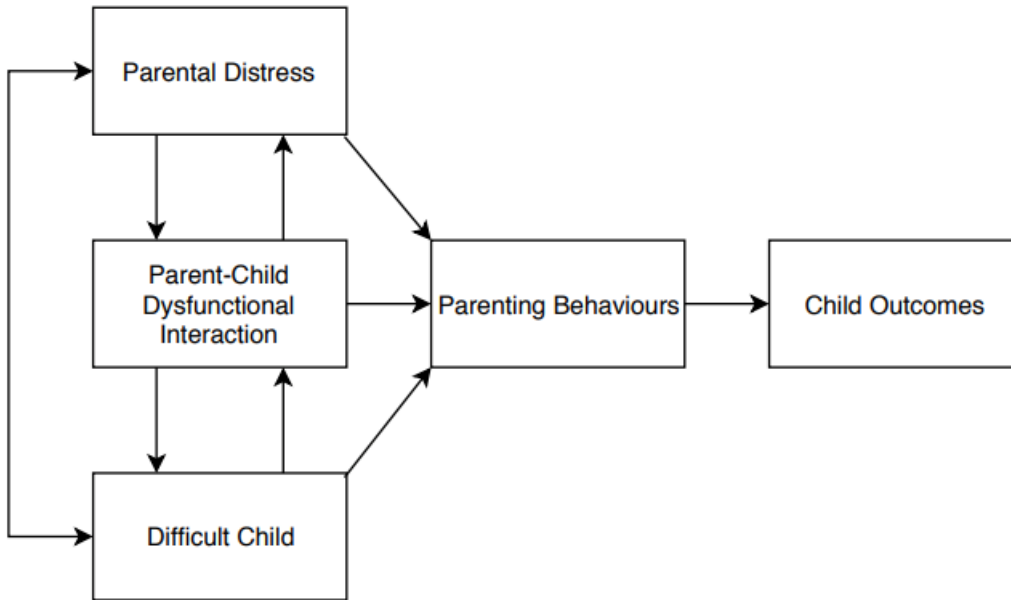 Parental Distress
Parent-Child
Dysfunctional
Interaction
Parenting Behaviours
Child Outcomes
Difficult Child